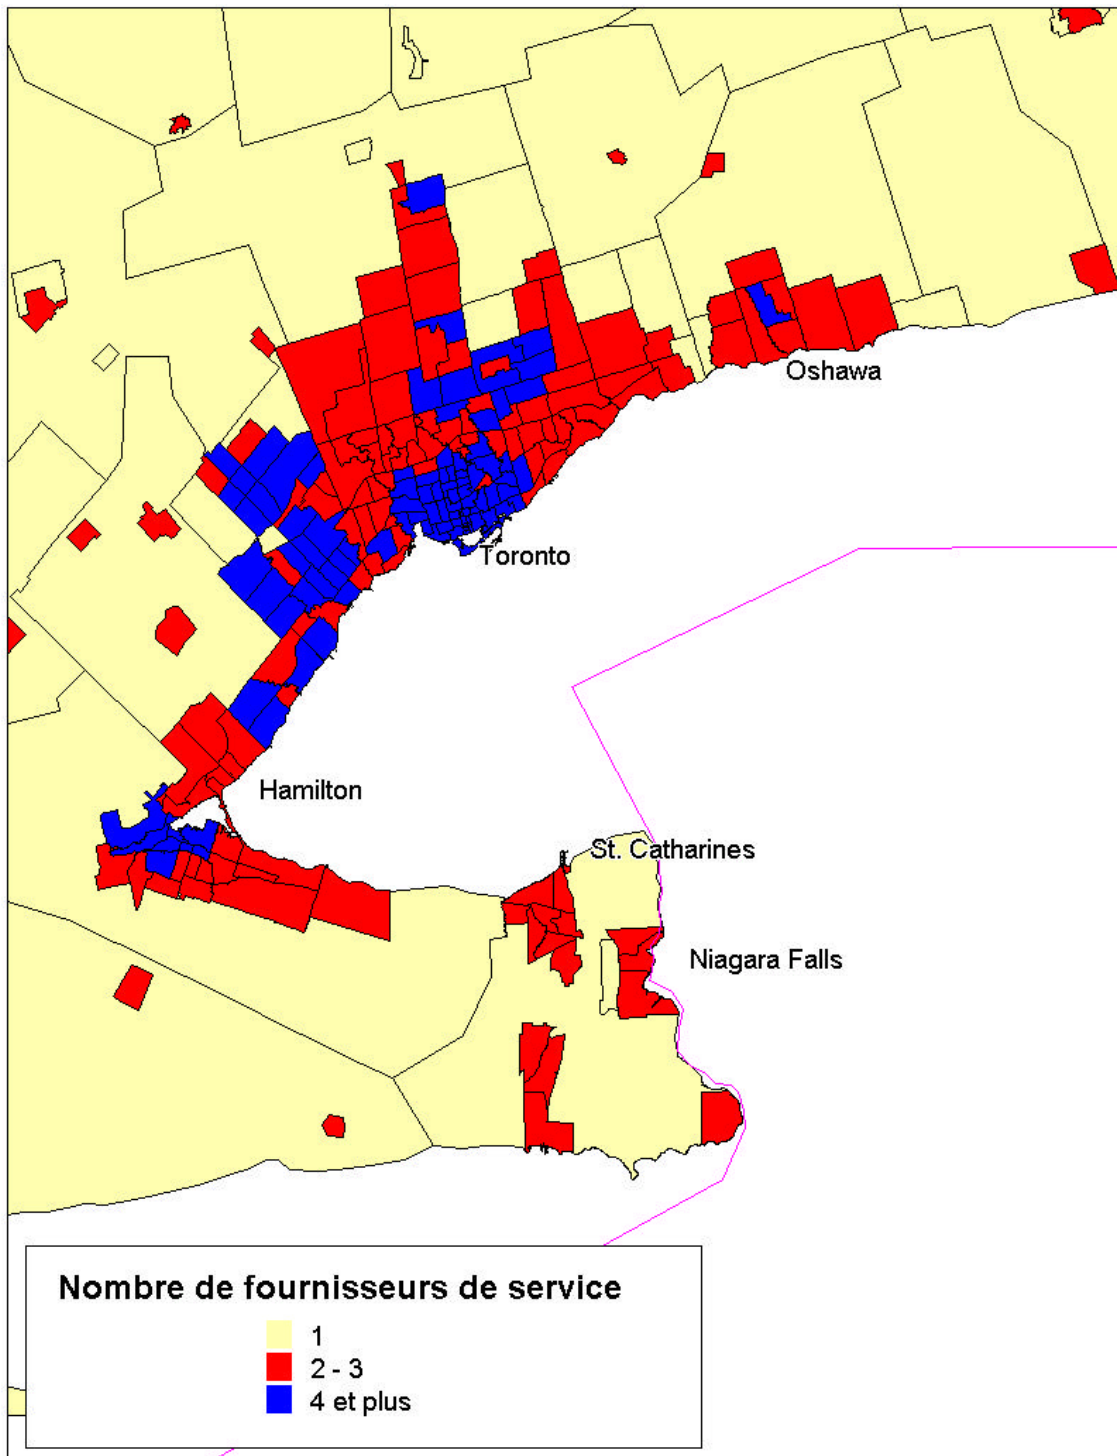 Oshawa
Toronto
Hamilton
St. Catharines
Niagara Falls
Nombre de fournisseurs de service
1
2 - 3
4 et plus